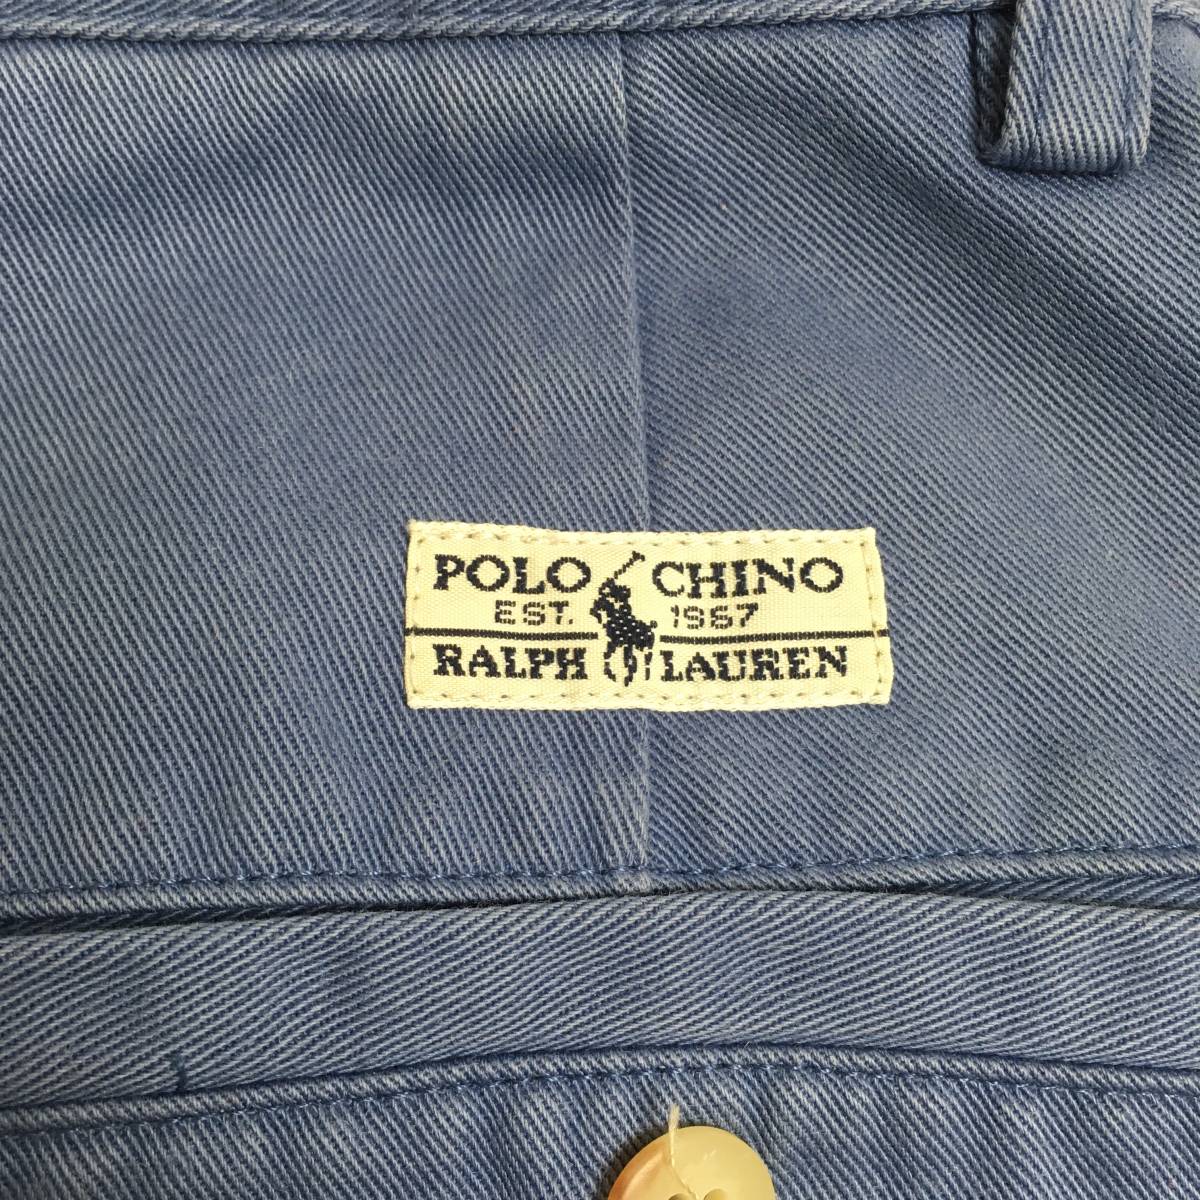 POLO CHINO
EST. 1967
RALPH LAUREN